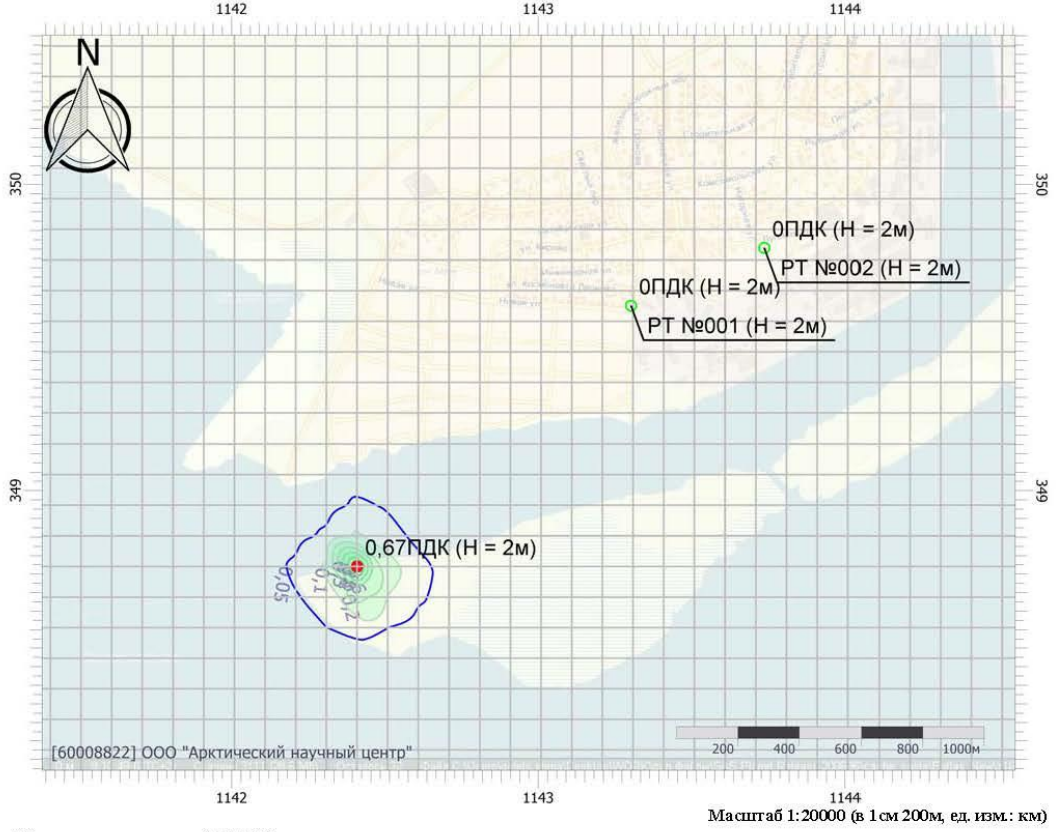 1142 1143 1144
N
350 350
0ПДК (Н = 2м)
РТ №002 (Н = 2м)
0ПДК (Н = 2м)
РТ №001 (Н = 2м)
349 349
0,67ПДК (Н = 2м)
0,05
0,1
0,2
[60008822] ООО "Арктический научный центр"
200 400 600 800 1000м
1142 1143 1144
Масштаб 1:20000 (в 1см 200м, ед. изм.: км)